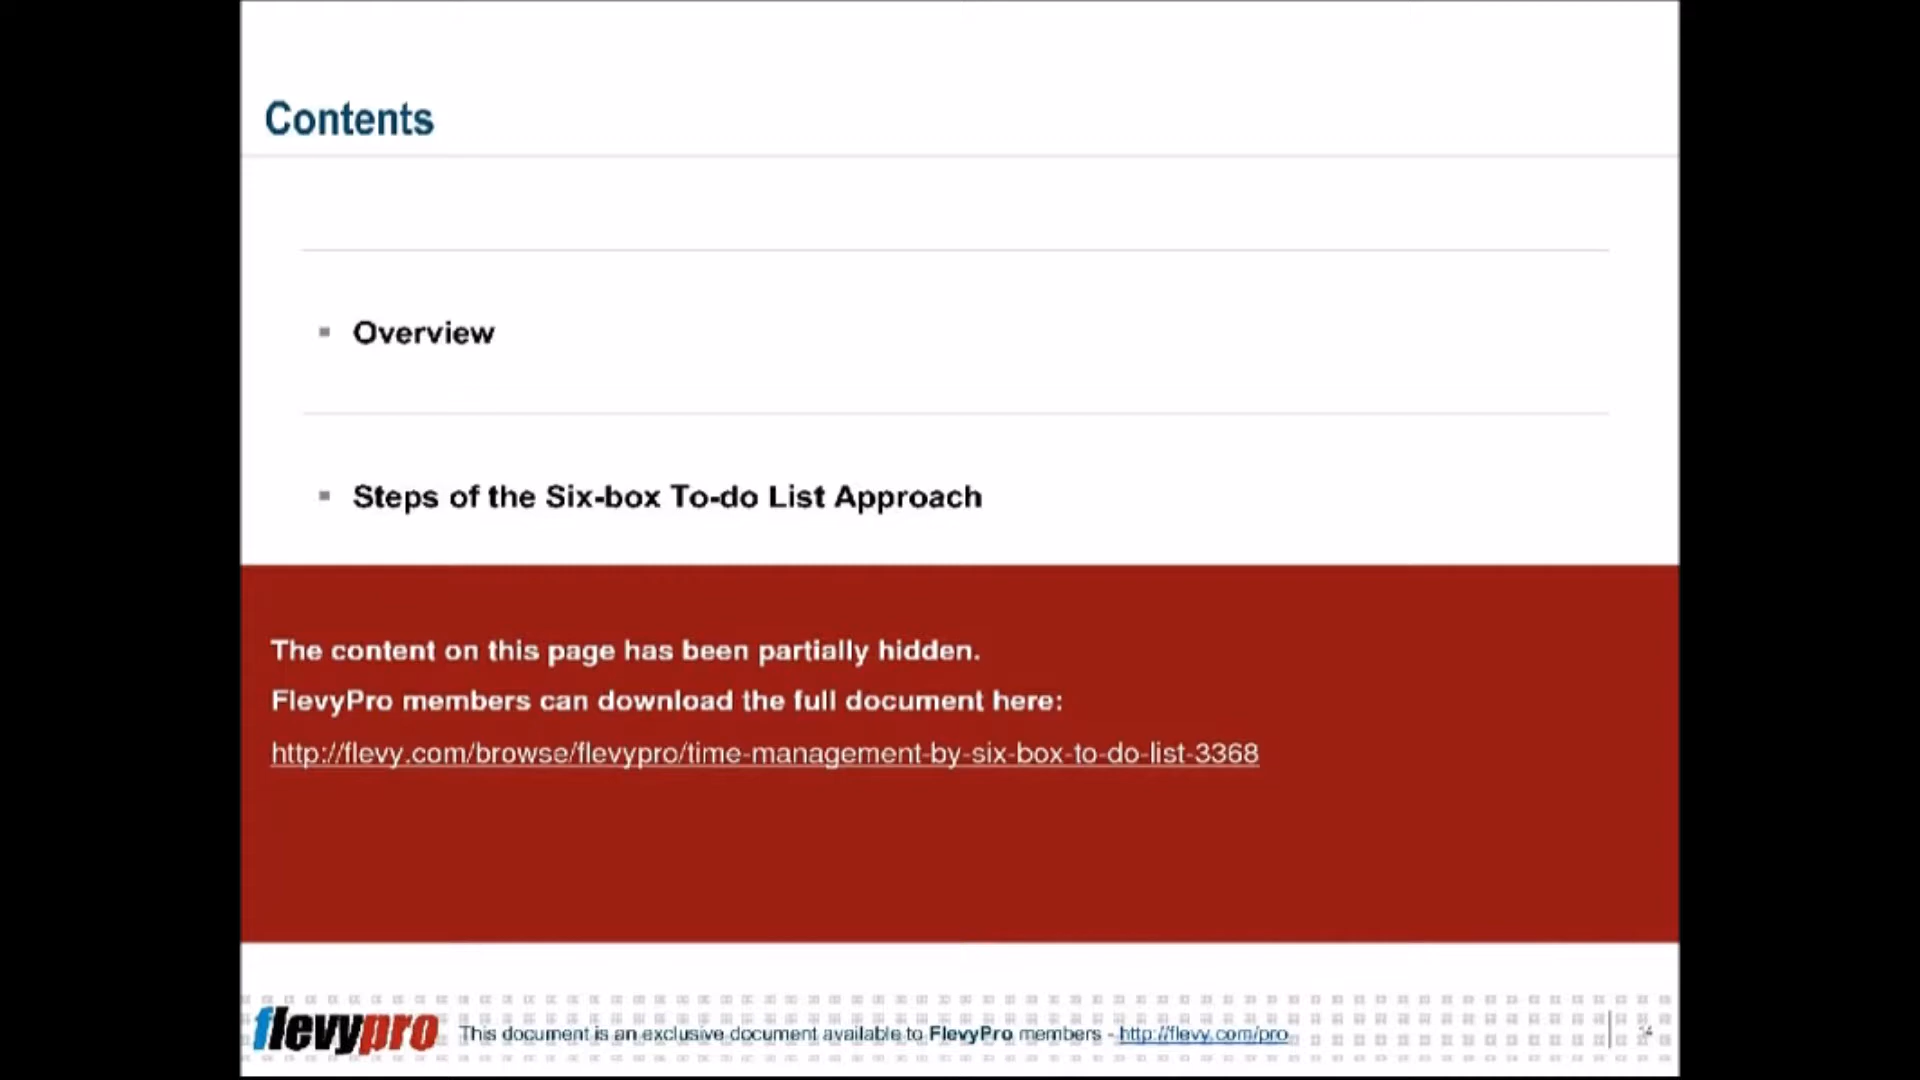 Contents
Overview
Steps of the Six-box To-do List Approach
The content on this page has been partially hidden.
FlevyPro members can download the full document here:
http://flevy.com/browse/flevypro/time-management-by-six-box-to-do-list-3368
flevypro This document is an exclusive document available to FlevyPro members - http://flevy.com/pro